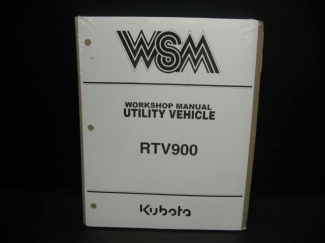 WSM
WORKSHOP MANUAL
UTILITY VEHICLE
RTV900
Kubota